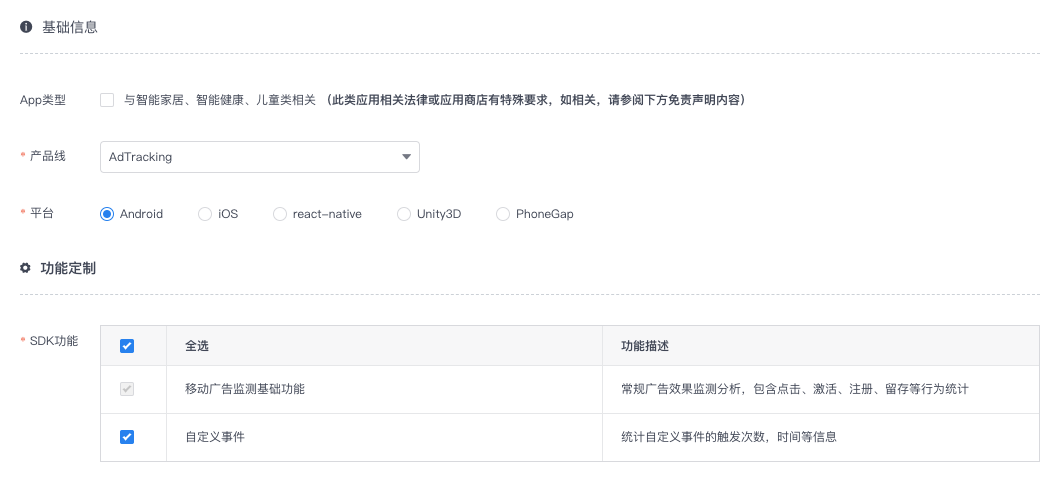 基础信息
App类型 与智能家居、智能健康、儿童类相关 （此类应用相关法律或应用商店有特殊要求，如相关，请参阅下方免责声明内容）
* 产品线 AdTracking
* 平台 Android iOS react-native Unity3D PhoneGap
功能定制
* SDK功能 全选 功能描述
移动广告监测基础功能 常规广告效果监测分析，包含点击、激活、注册、留存等行为统计
自定义事件 统计自定义事件的触发次数，时间等信息